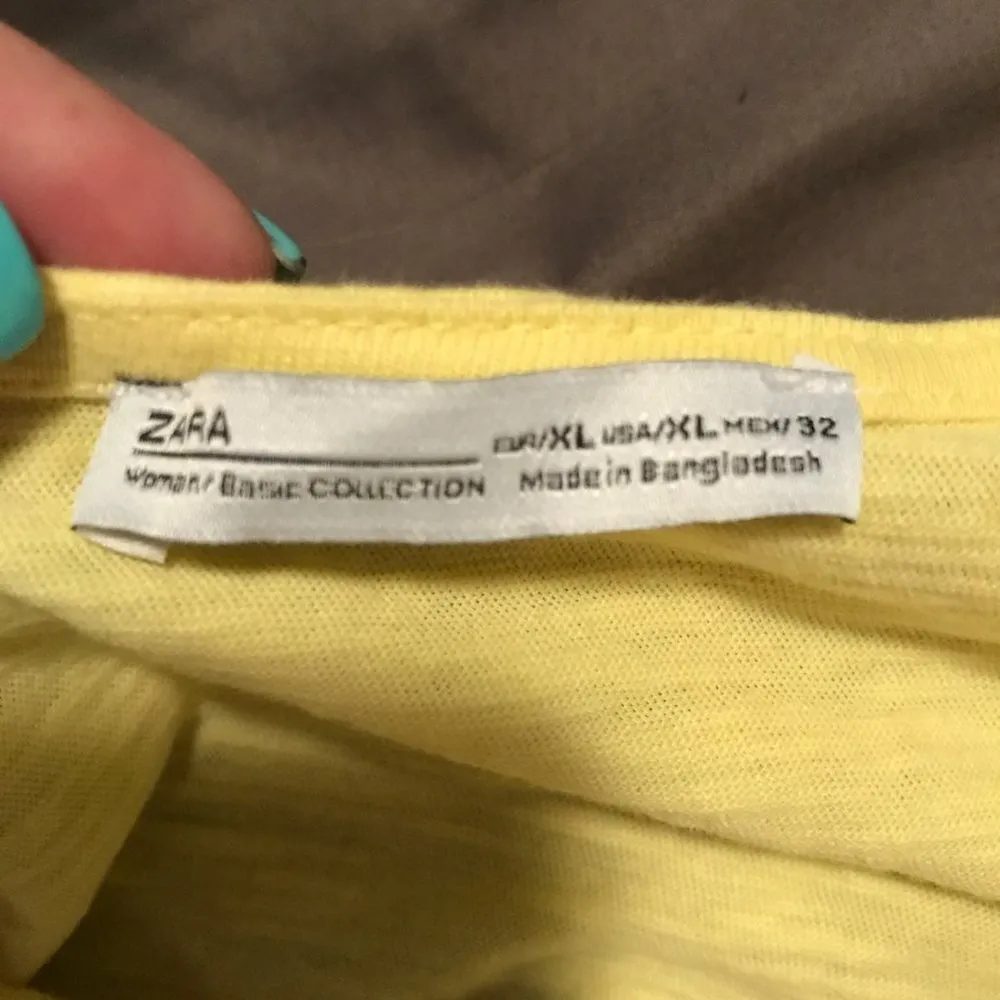 ZARA
Woman/ Basic COLLECTION
EUR/XL USA/XL MEX/ 32
Made in Bangladesh